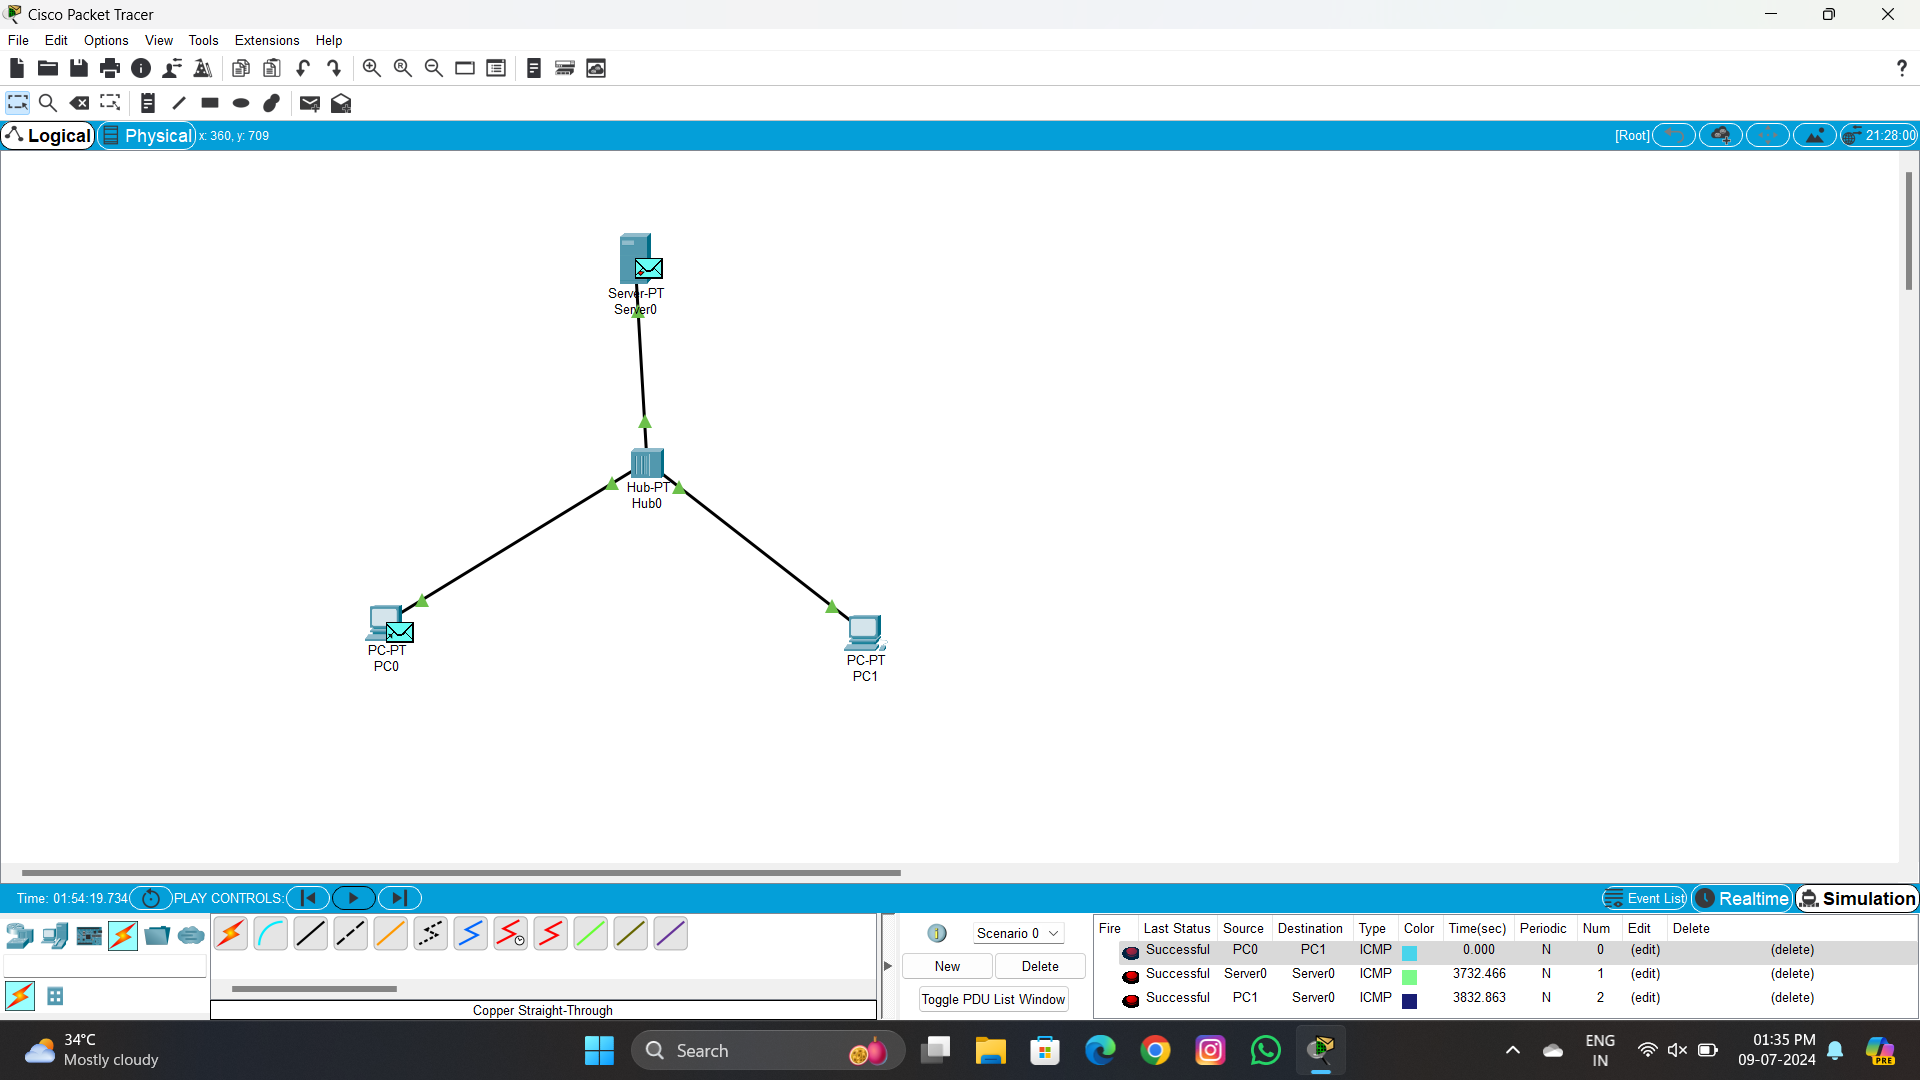 Cisco Packet Tracer
File Edit Options View Tools Extensions Help
?
Logical Physical x: 360, y: 709 [Root] 21:28:00
Server-PT
Server0
Hub-PT
Hub0
PC-PT
PC0
PC-PT
PC1
Time: 01:54:19.734 PLAY CONTROLS: Event List Realtime Simulation
Scenario 0
New Delete
Toggle PDU List Window
Copper Straight-Through
Fire Last Status Source Destination Type Color Time(sec) Periodic Num Edit Delete
Successful PC0 PC1 ICMP 0.000 N 0 (edit) (delete)
Successful Server0 Server0 ICMP 3732.466 N 1 (edit) (delete)
Successful PC1 Server0 ICMP 3832.863 N 2 (edit) (delete)
34°C
Mostly cloudy
Search
ENG
IN
01:35 PM
09-07-2024
PRE